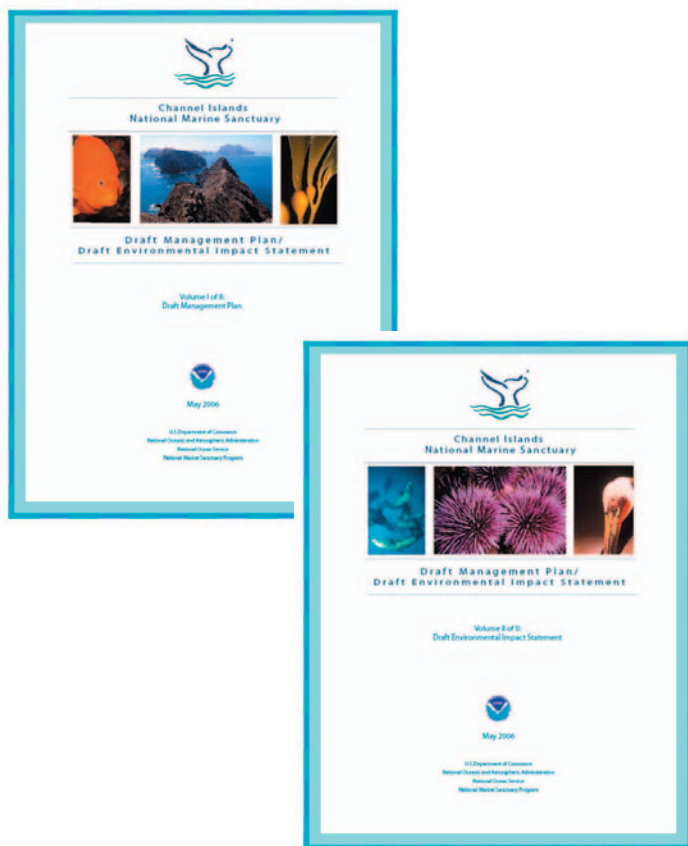 Channel Islands
National Marine Sanctuary
Draft Management Plan/
Draft Environmental Impact Statement
Volume I of II:
Draft Management Plan
May 2006
U.S. Department of Commerce
National Oceanic and Atmospheric Administration
National Ocean Service
National Marine Sanctuary Program
Channel Islands
National Marine Sanctuary
Draft Management Plan/
Draft Environmental Impact Statement
Volume II of II:
Draft Environmental Impact Statement
May 2006
U.S. Department of Commerce
National Oceanic and Atmospheric Administration
National Ocean Service
National Marine Sanctuary Program